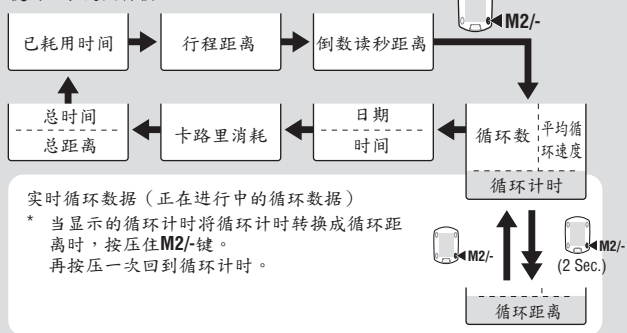 M2/-
已耗用时间
行程距离
倒数读秒距离
总时间
总距离
卡路里消耗
日期
时间
循环数
平均循
环速度
循环计时
实时循环数据（正在进行中的循环数据）
* 当显示的循环计时将循环计时转换成循环距
离时，按压住M2/-键。
再按压一次回到循环计时。
M2/-
M2/-
(2 Sec.)
循环距离